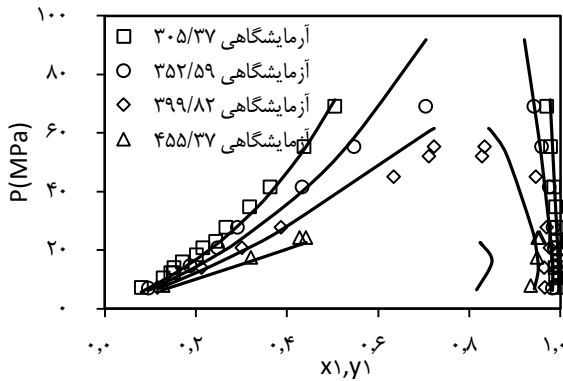 ۱۰۰
۸۰
۶۰
۴۰
۲۰
۰
P(MPa)
آزمایشگاهی ۳۰۵/۳۷
آزمایشگاهی ۳۵۲/۵۹
آزمایشگاهی ۳۹۹/۸۲
آزمایشگاهی ۴۵۵/۳۷
۰٫۰ ۰٫۲ ۰٫۴ ۰٫۶ ۰٫۸ ۱٫۰
x۱,y۱